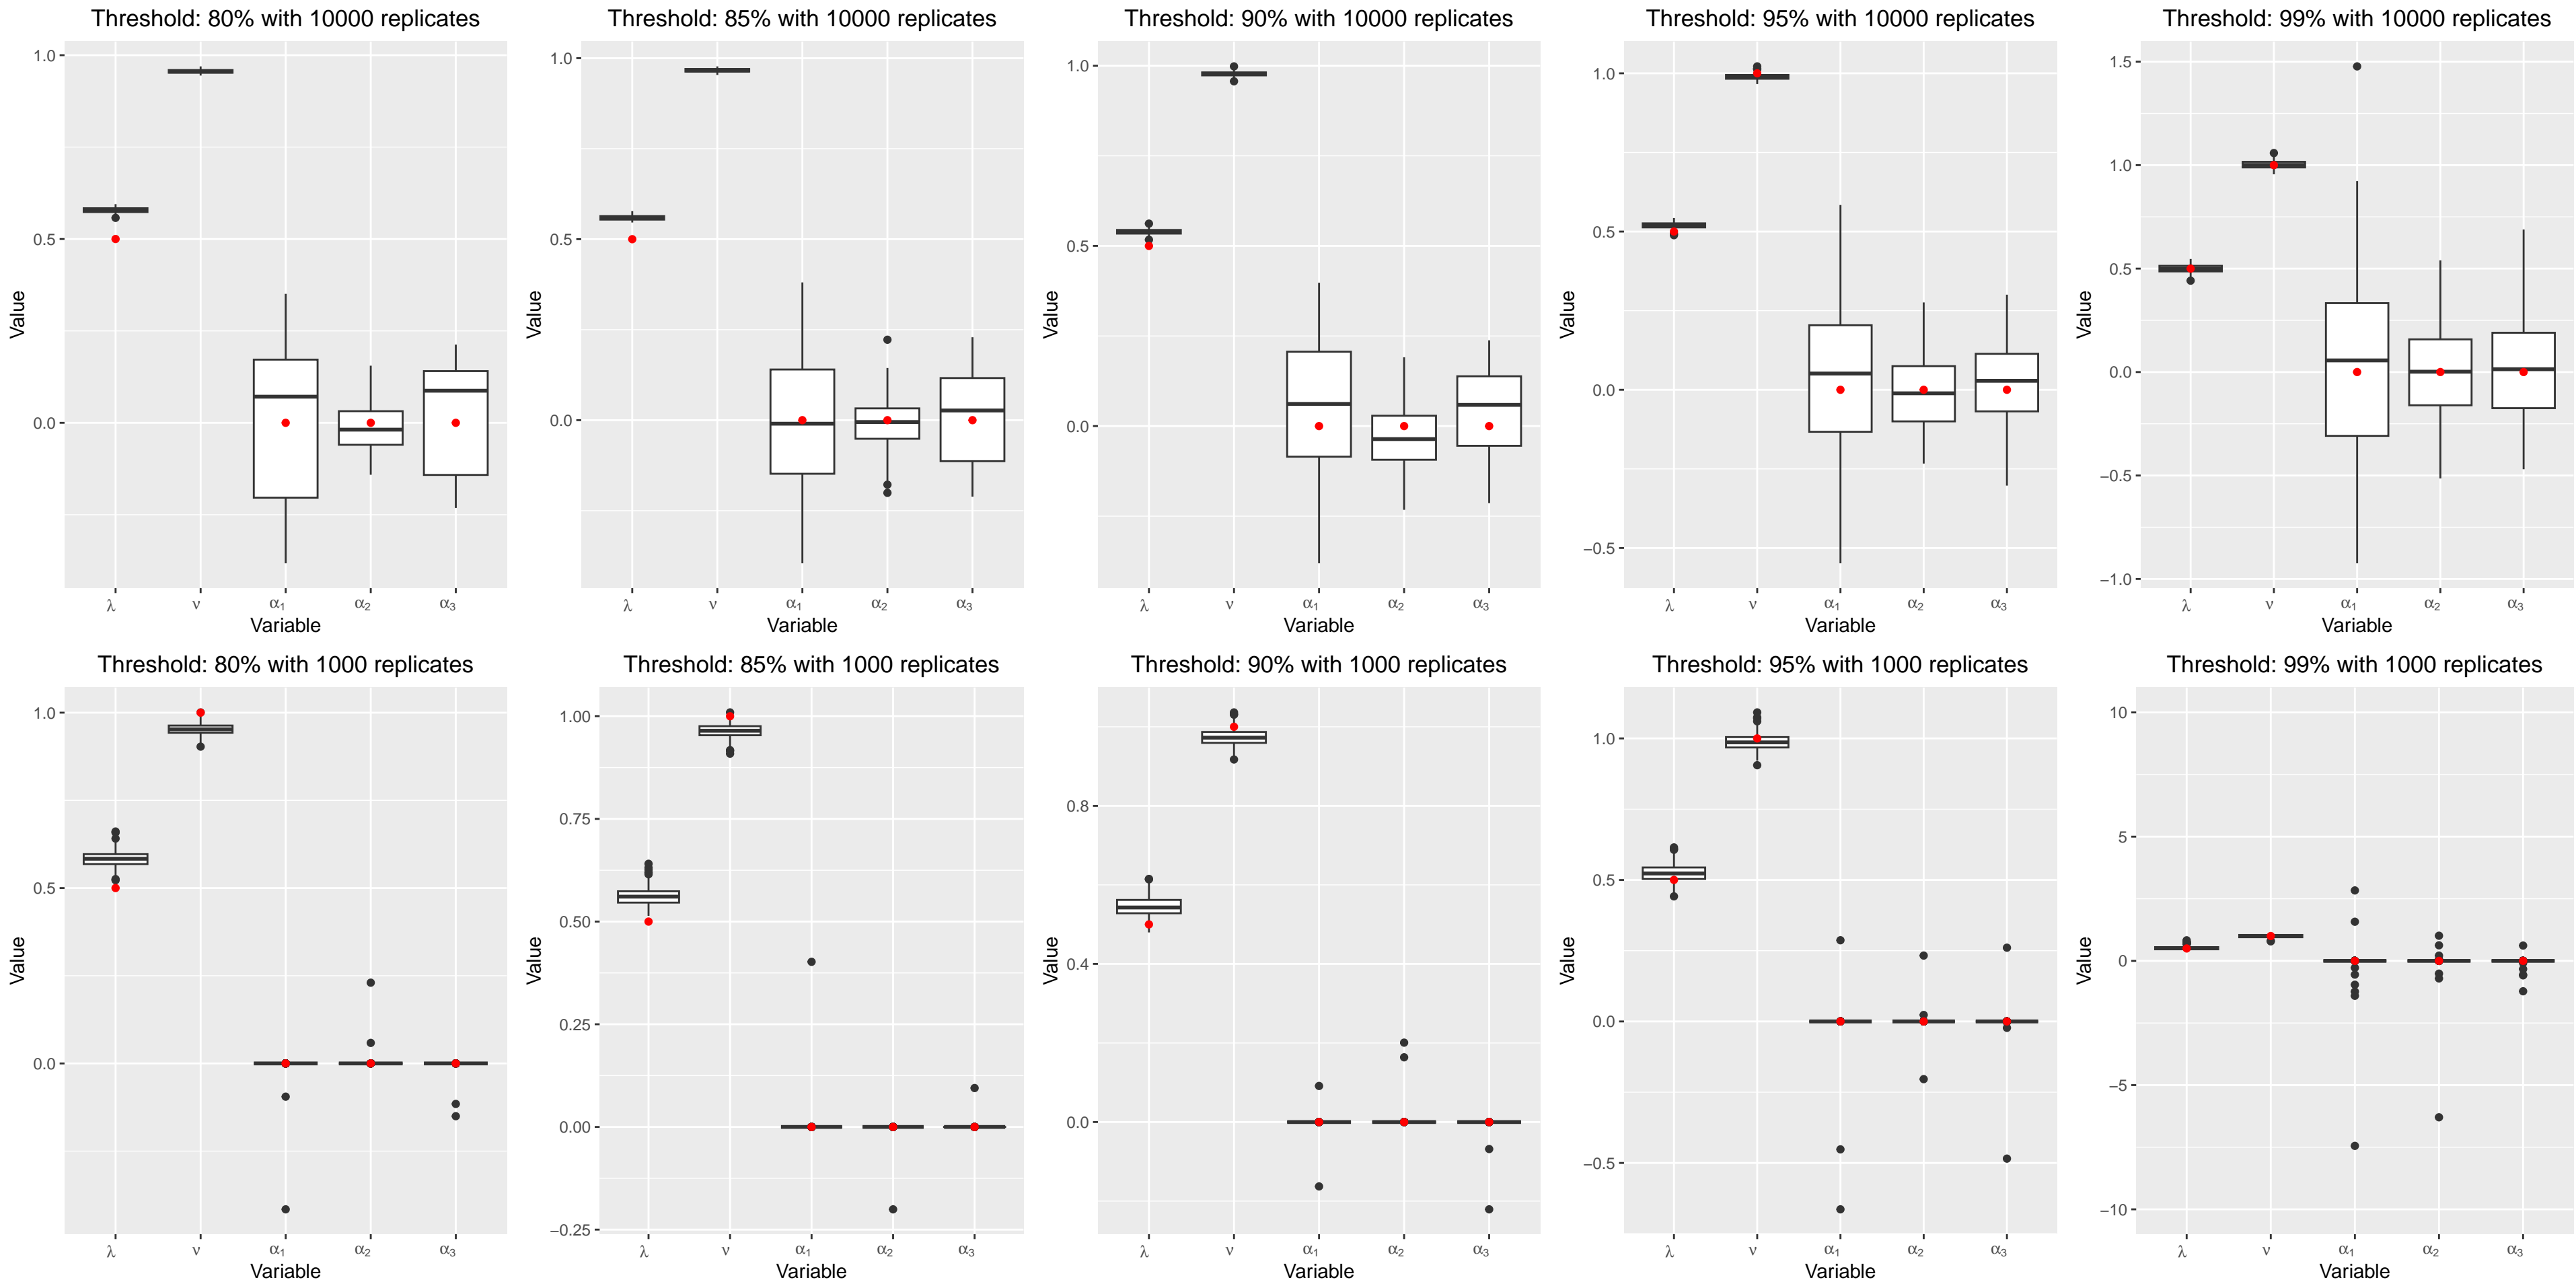 Threshold: 80% with 10000 replicates
Value
1.0
0.5
0.0
λ ν α1 α2 α3
Variable
Threshold: 85% with 10000 replicates
Value
1.0
0.5
0.0
λ ν α1 α2 α3
Variable
Threshold: 90% with 10000 replicates
Value
1.0
0.5
0.0
λ ν α1 α2 α3
Variable
Threshold: 95% with 10000 replicates
Value
1.0
0.5
0.0
−0.5
λ ν α1 α2 α3
Variable
Threshold: 99% with 10000 replicates
Value
1.5
1.0
0.5
0.0
−0.5
−1.0
λ ν α1 α2 α3
Variable
Threshold: 80% with 1000 replicates
Value
1.0
0.5
0.0
λ ν α1 α2 α3
Variable
Threshold: 85% with 1000 replicates
Value
1.00
0.75
0.50
0.25
0.00
−0.25
λ ν α1 α2 α3
Variable
Threshold: 90% with 1000 replicates
Value
0.8
0.4
0.0
λ ν α1 α2 α3
Variable
Threshold: 95% with 1000 replicates
Value
1.0
0.5
0.0
−0.5
λ ν α1 α2 α3
Variable
Threshold: 99% with 1000 replicates
Value
10
5
0
−5
−10
λ ν α1 α2 α3
Variable